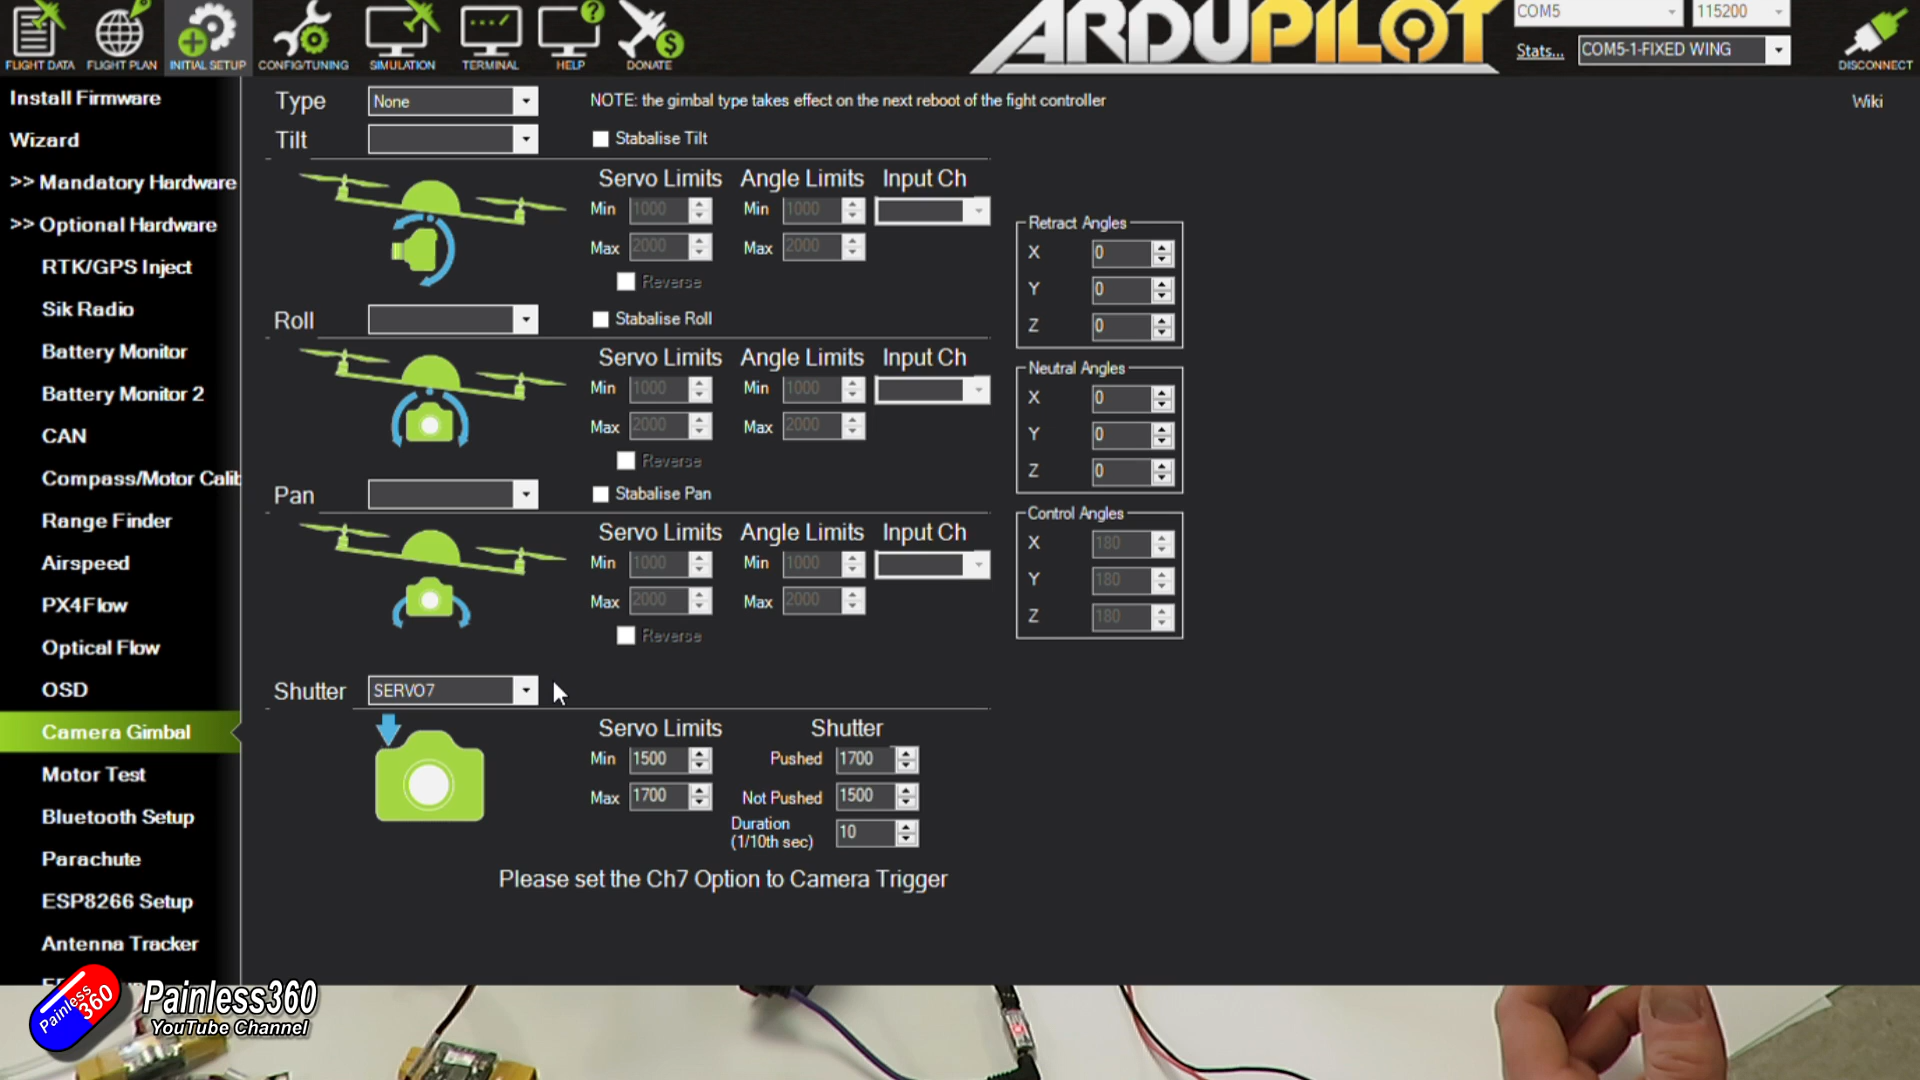 ARDUPILOT
COM5
115200
FLIGHT DATA
FLIGHT PLAN
INITIAL SETUP
CONFIG/TUNING
SIMULATION
TERMINAL
HELP
DONATE
Stats...
COM5-1-FIXED WING
DISCONNECT
Install Firmware
Wizard
>> Mandatory Hardware
>> Optional Hardware
RTK/GPS Inject
Sik Radio
Battery Monitor
Battery Monitor 2
CAN
Compass/Motor Calib
Range Finder
Airspeed
PX4Flow
Optical Flow
OSD
Camera Gimbal
Motor Test
Bluetooth Setup
Parachute
ESP8266 Setup
Antenna Tracker
Type None NOTE: the gimbal type takes effect on the next reboot of the fight controller
Wiki
Tilt Stabalise Tilt
Servo Limits Angle Limits Input Ch
Min 1000 Min 1000
Max 2000 Max 2000
Reverse
Roll Stabalise Roll
Servo Limits Angle Limits Input Ch
Min 1000 Min 1000
Max 2000 Max 2000
Reverse
Pan Stabalise Pan
Servo Limits Angle Limits Input Ch
Min 1000 Min 1000
Max 2000 Max 2000
Reverse
Retract Angles
X 0
Y 0
Z 0
Neutral Angles
X 0
Y 0
Z 0
Control Angles
X 180
Y 180
Z 180
Shutter SERVO7
Servo Limits Shutter
Min 1500 Pushed 1700
Max 1700 Not Pushed 1500
Duration
(1/10th sec) 10
Please set the Ch7 Option to Camera Trigger
Painless
360
Painless360
YouTube Channel